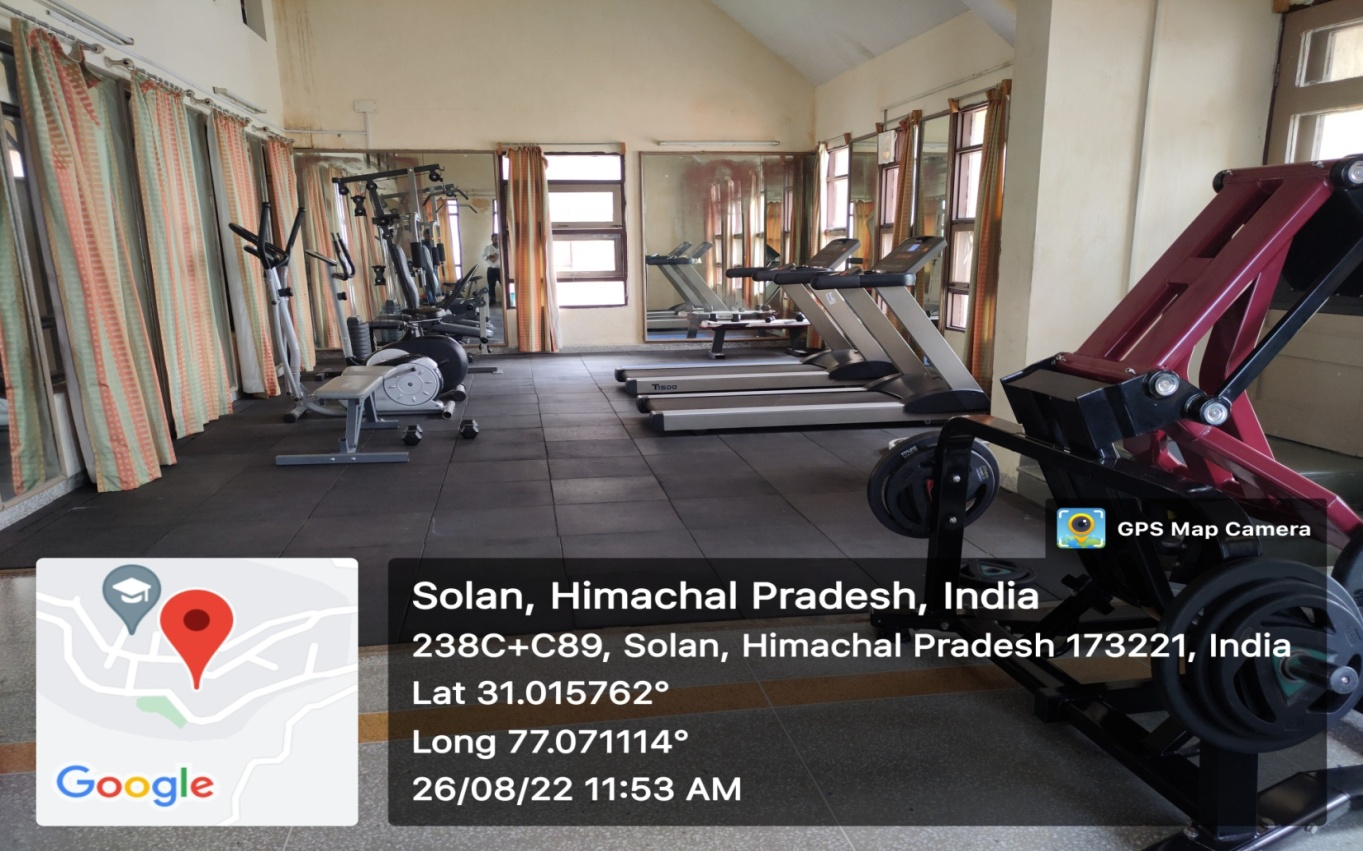 T1500
GPS Map Camera
Solan, Himachal Pradesh, India
238C+C89, Solan, Himachal Pradesh 173221, India
Lat 31.015762°
Long 77.071114°
26/08/22 11:53 AM
Google